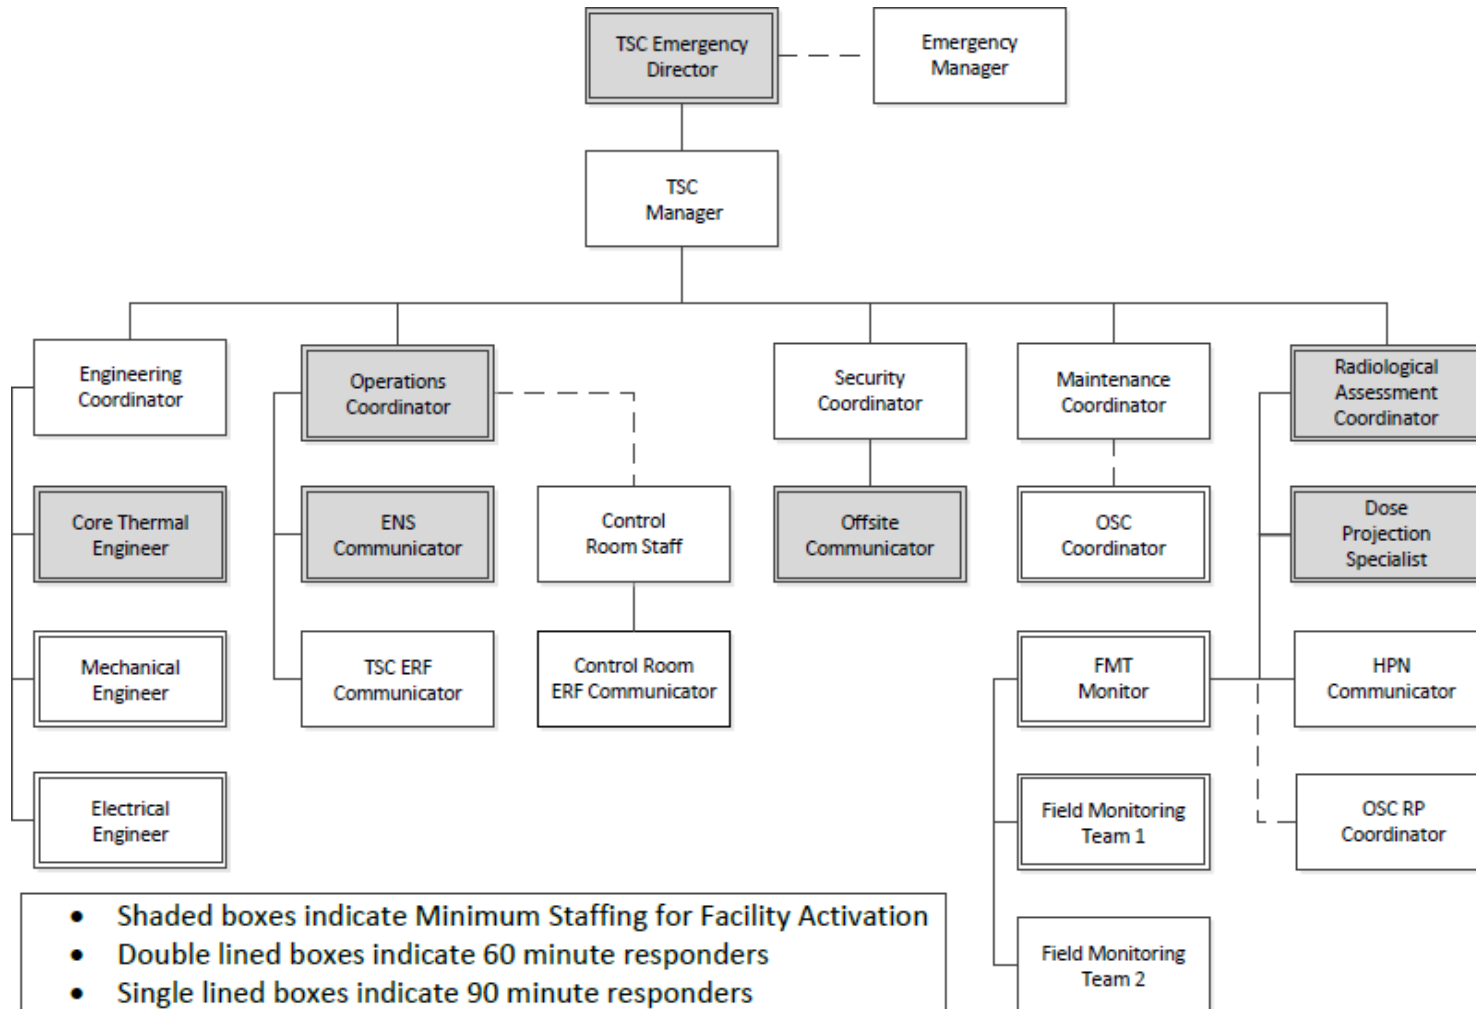 TSC Emergency
Director
Emergency
Manager
TSC
Manager
Engineering
Coordinator
Operations
Coordinator
Security
Coordinator
Maintenance
Coordinator
Radiological
Assessment
Coordinator
Core Thermal
Engineer
ENS
Communicator
Control
Room Staff
Offsite
Communicator
OSC
Coordinator
Dose
Projection
Specialist
Mechanical
Engineer
TSC ERF
Communicator
Control Room
ERF Communicator
FMT
Monitor
HPN
Communicator
Electrical
Engineer
Field Monitoring
Team 1
OSC RP
Coordinator
Field Monitoring
Team 2
• Shaded boxes indicate Minimum Staffing for Facility Activation
• Double lined boxes indicate 60 minute responders
• Single lined boxes indicate 90 minute responders